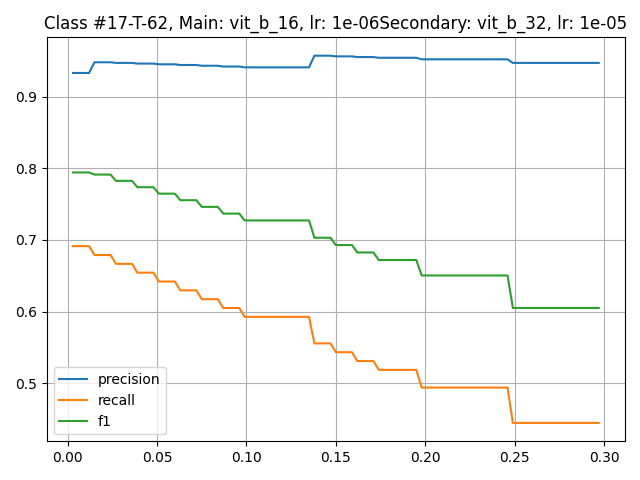 Class #17-T-62, Main: vit_b_16, lr: 1e-06Secondary: vit_b_32, lr: 1e-05
0.9
0.8
0.7
0.6
0.5
precision
recall
f1
0.00 0.05 0.10 0.15 0.20 0.25 0.30